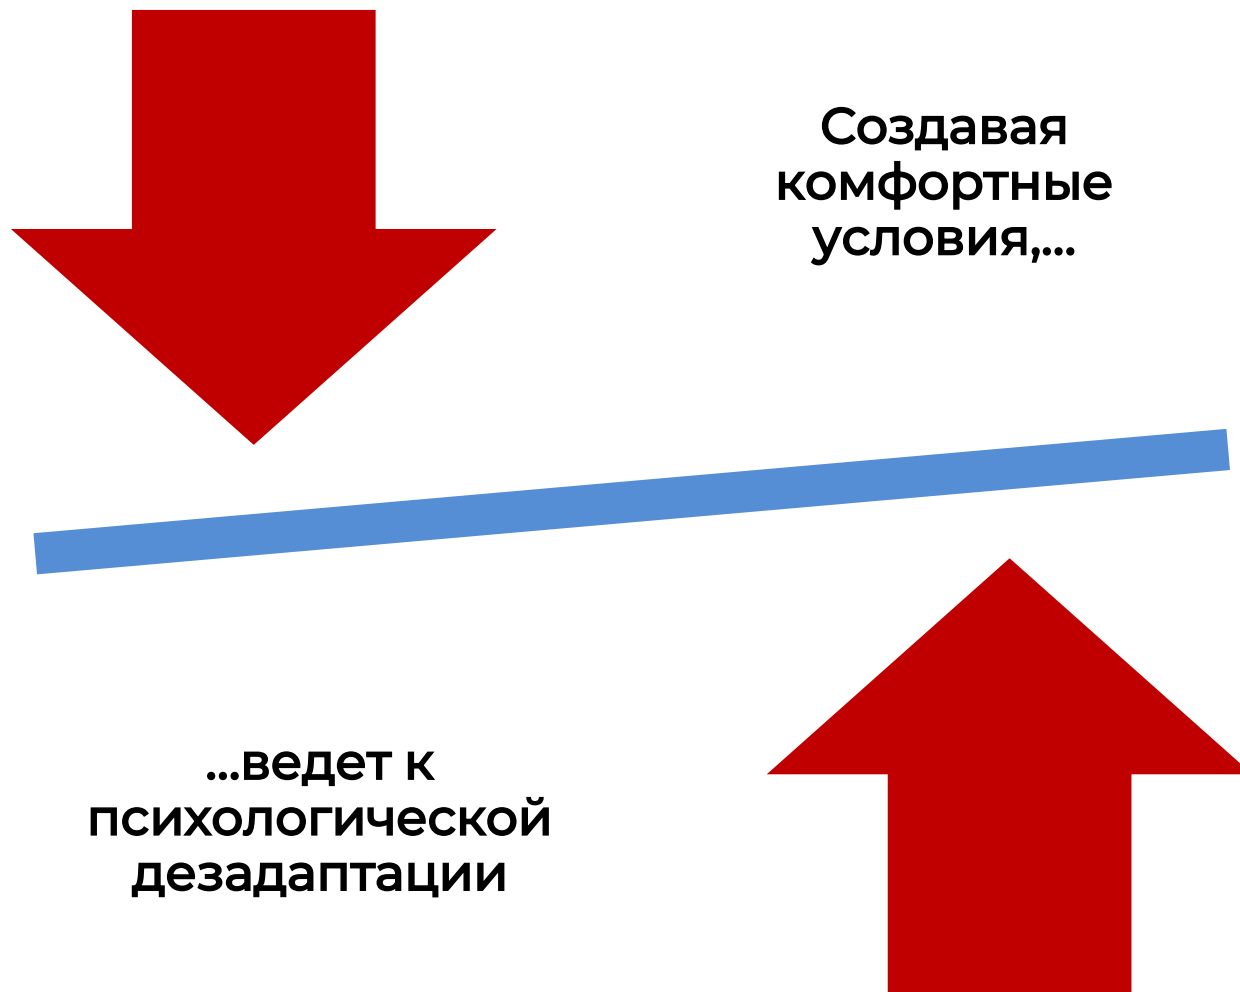 Создавая
комфортные
условия,...
...ведет к
психологической
дезадаптации